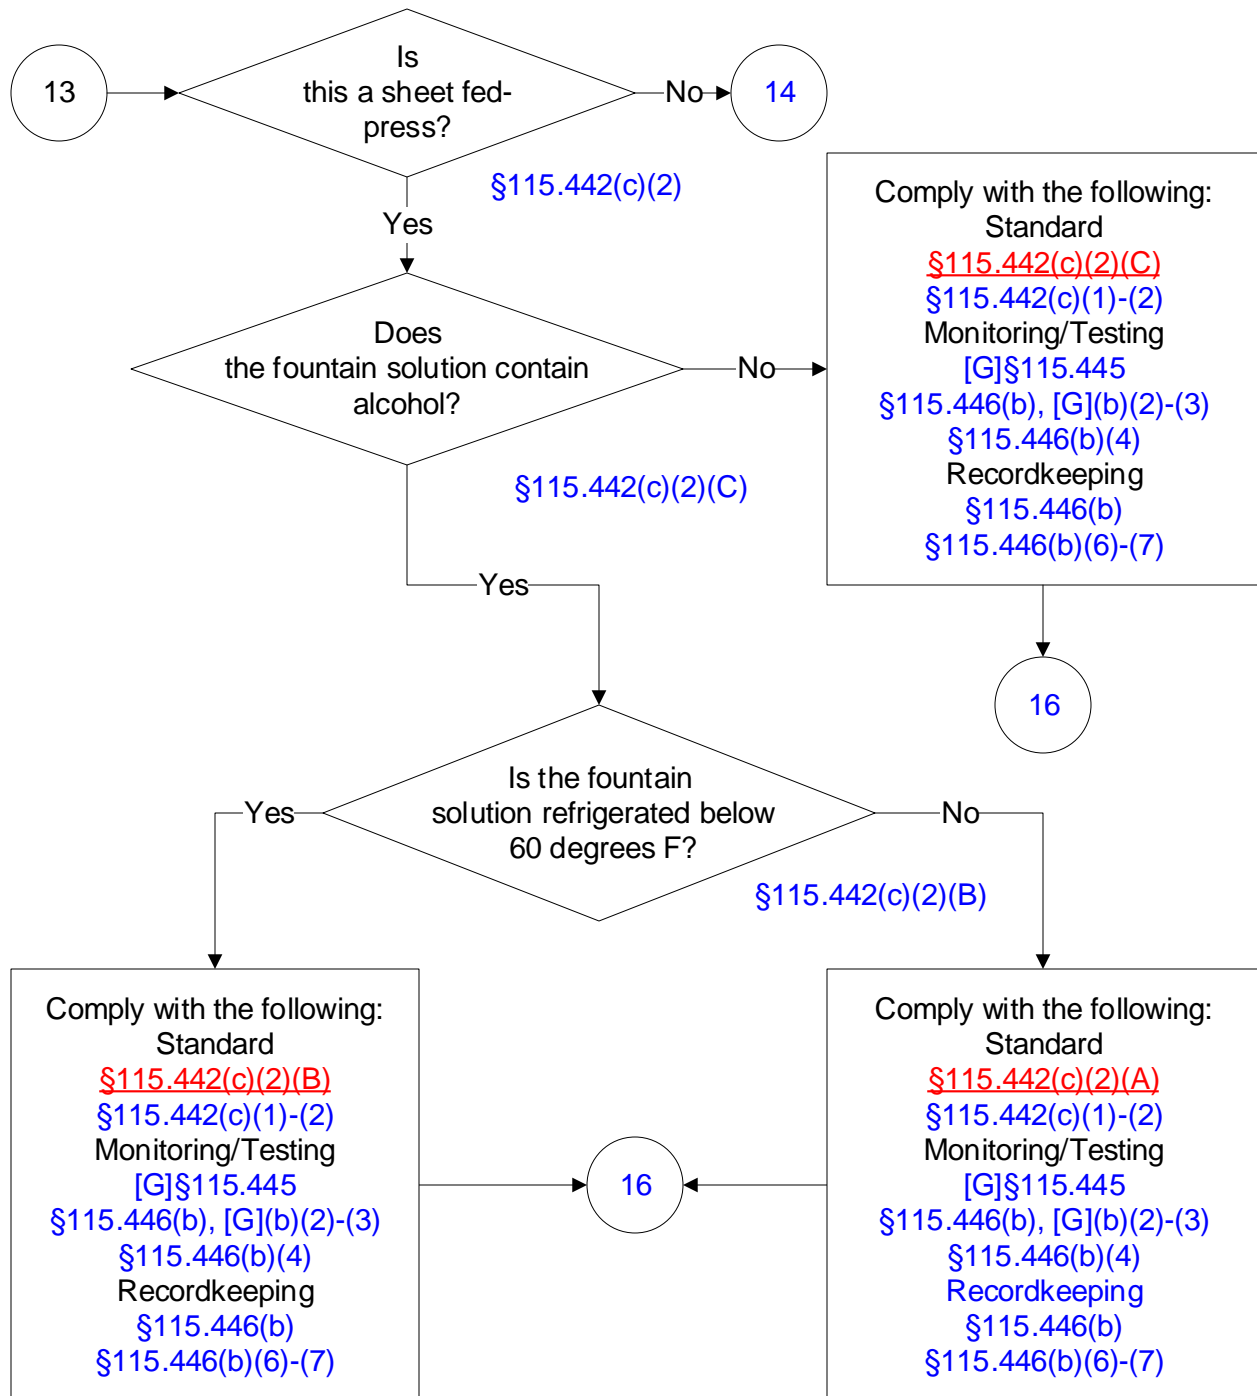 13
Is
this a sheet fed-
press?
No
14
§115.442(c)(2)
Yes
Does
the fountain solution contain
alcohol?
No
§115.442(c)(2)(C)
Comply with the following:
Standard
§115.442(c)(2)(C)
§115.442(c)(1)-(2)
Monitoring/Testing
[G]§115.445
§115.446(b), [G](b)(2)-(3)
§115.446(b)(4)
Recordkeeping
§115.446(b)
§115.446(b)(6)-(7)
16
Yes
Is the fountain
solution refrigerated below
60 degrees F?
Yes
No
§115.442(c)(2)(B)
Comply with the following:
Standard
§115.442(c)(2)(B)
§115.442(c)(1)-(2)
Monitoring/Testing
[G]§115.445
§115.446(b), [G](b)(2)-(3)
§115.446(b)(4)
Recordkeeping
§115.446(b)
§115.446(b)(6)-(7)
16
Comply with the following:
Standard
§115.442(c)(2)(A)
§115.442(c)(1)-(2)
Monitoring/Testing
[G]§115.445
§115.446(b), [G](b)(2)-(3)
§115.446(b)(4)
Recordkeeping
§115.446(b)
§115.446(b)(6)-(7)